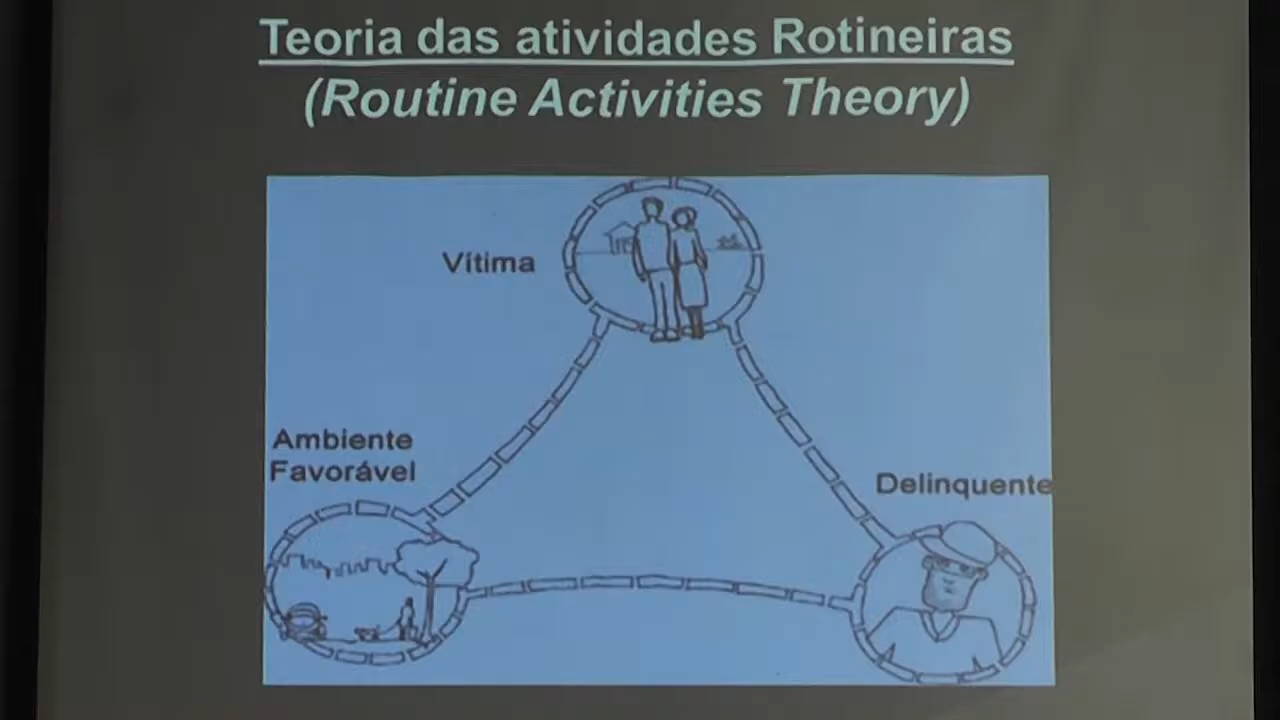 Teoria das atividades Rotineiras
(Routine Activities Theory)
Vítima
Ambiente
Favorável
Delinquente